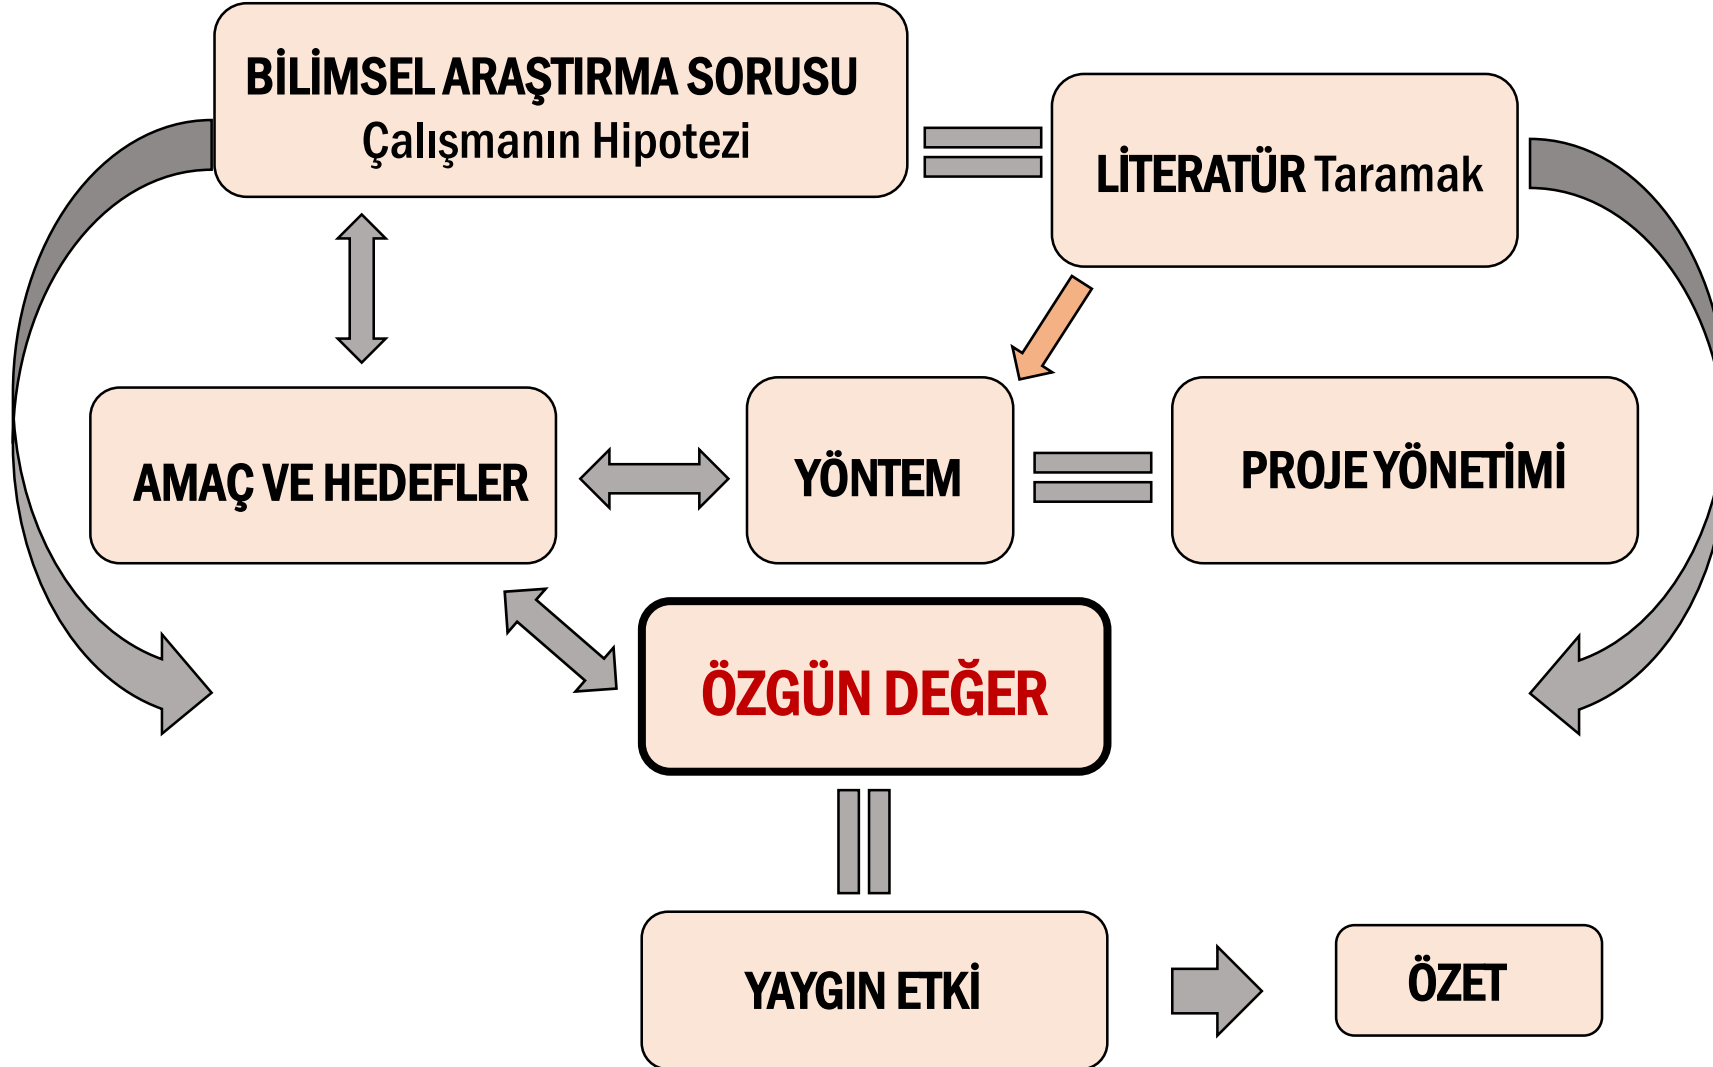 BİLİMSEL ARAŞTIRMA SORUSU
Çalışmanın Hipotezi
LİTERATÜR Taramak
AMAÇ VE HEDEFLER
YÖNTEM
PROJE YÖNETİMİ
ÖZGÜN DEĞER
YAYGIN ETKİ
ÖZET